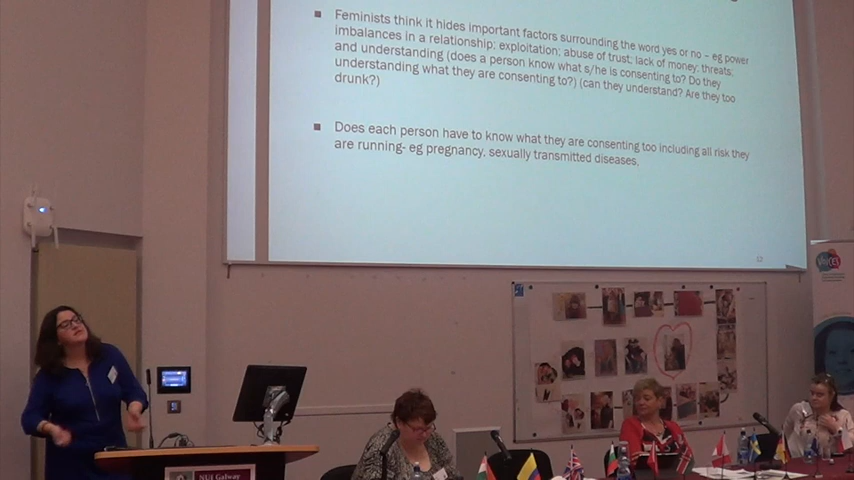 Feminists think it hides important factors surrounding the word yes or no – eg power
imbalances in a relationship; exploitation; abuse of trust; lack of money; threats;
and understanding (does a person know what s/he is consenting to? Do they
understanding what they are consenting to?) (can they understand? Are they too
drunk?)
Does each person have to know what they are consenting too including all risk they
are running- eg pregnancy, sexually transmitted diseases,
12
VOICES
NUI Galway